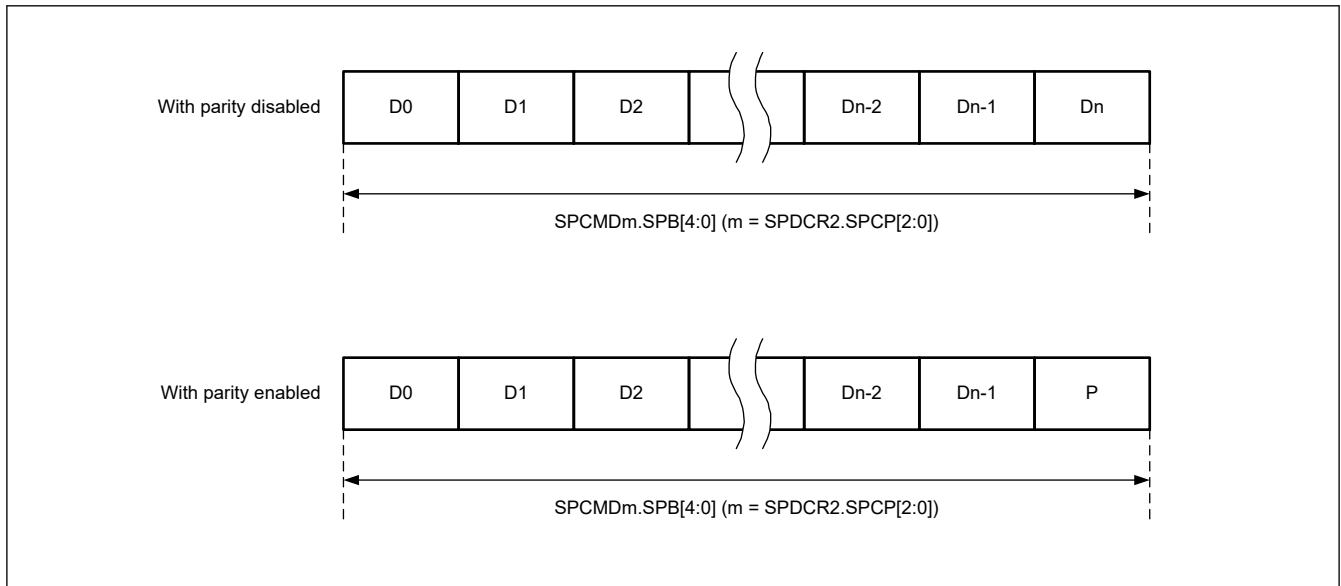 With parity disabled D0 D1 D2 Dn-2 Dn-1 Dn
SPCMDm.SPB[4:0] (m = SPDCR2.SPCP[2:0])
With parity enabled D0 D1 D2 Dn-2 Dn-1 P
SPCMDm.SPB[4:0] (m = SPDCR2.SPCP[2:0])